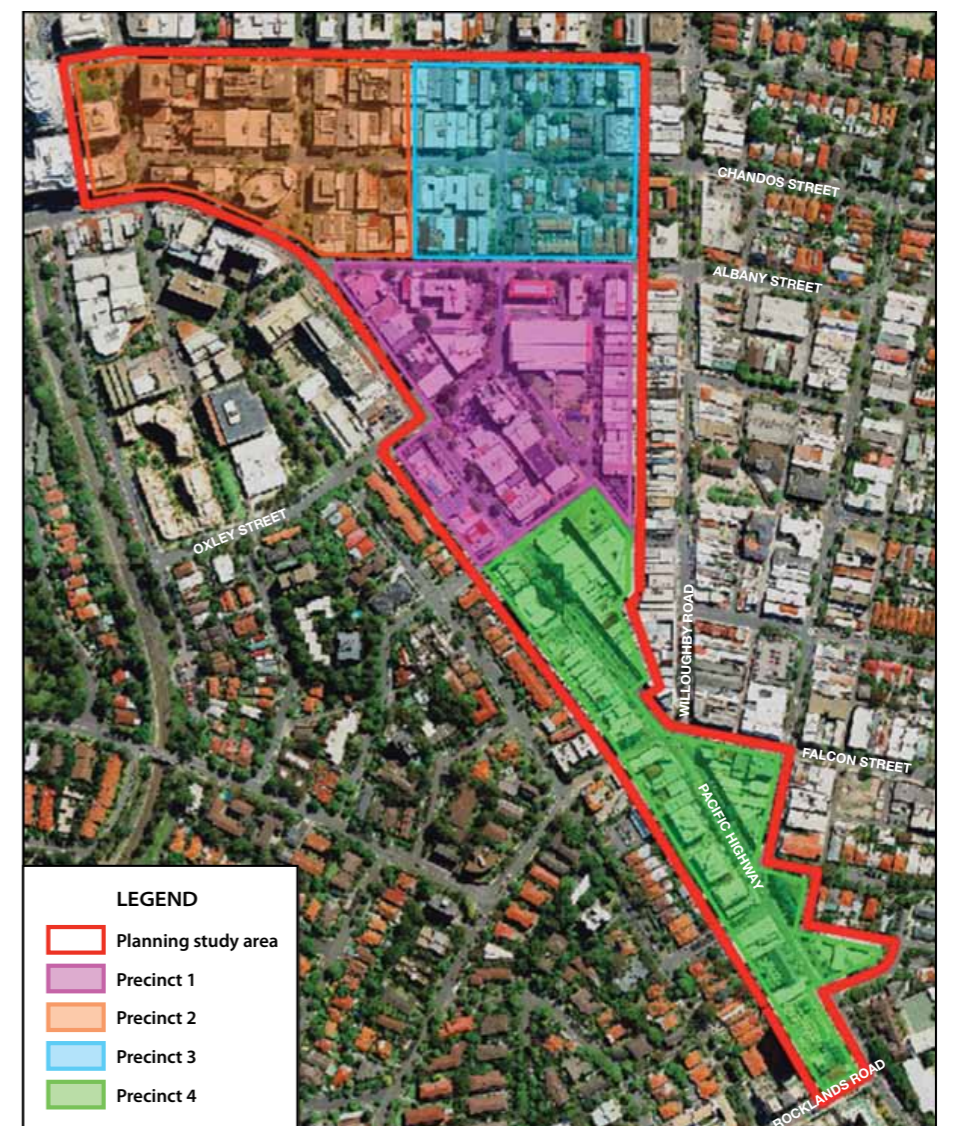 CHANDOS STREET
ALBANY STREET
OXLEY STREET
WILLOUGHBY ROAD
FALCON STREET
PACIFIC HIGHWAY
ROCKLANDS ROAD
LEGEND
Planning study area
Precinct 1
Precinct 2
Precinct 3
Precinct 4